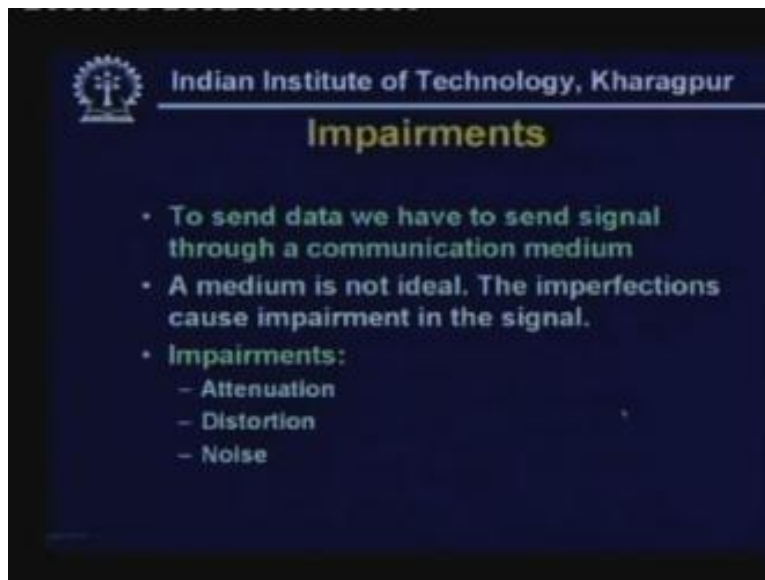 Indian Institute of Technology, Kharagpur
Impairments
• To send data we have to send signal
through a communication medium
• A medium is not ideal. The imperfections
cause impairment in the signal.
• Impairments:
– Attenuation
– Distortion
– Noise